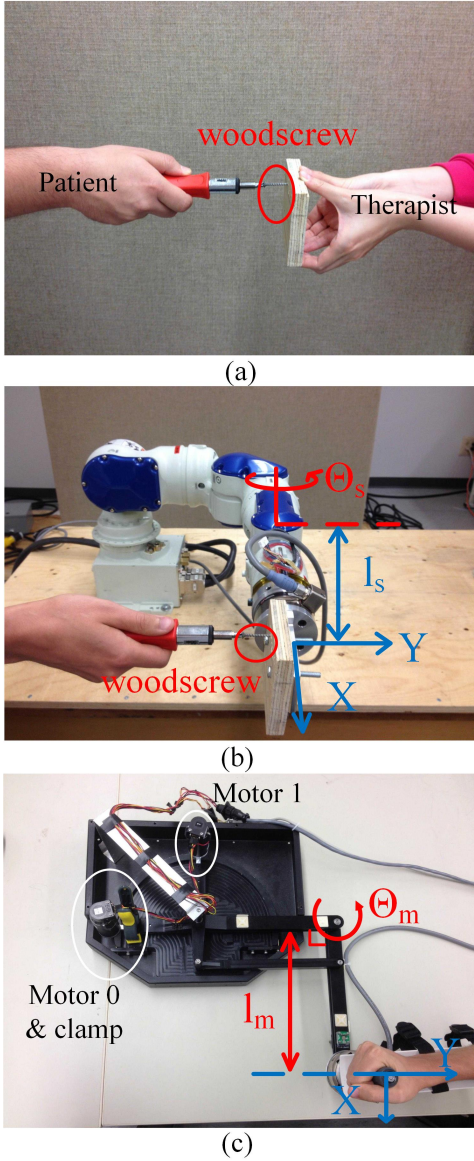 woodscrew
Patient
Therapist
(a)
Θs
ls
Y
woodscrew
X
(b)
Motor 1
Θm
Motor 0
& clamp
lm
Y
X
(c)